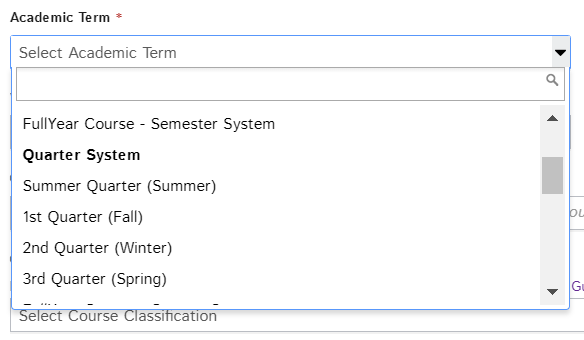 Academic Term *
Select Academic Term
FullYear Course - Semester System
Quarter System
Summer Quarter (Summer)
1st Quarter (Fall)
2nd Quarter (Winter)
3rd Quarter (Spring)
Select Course Classification